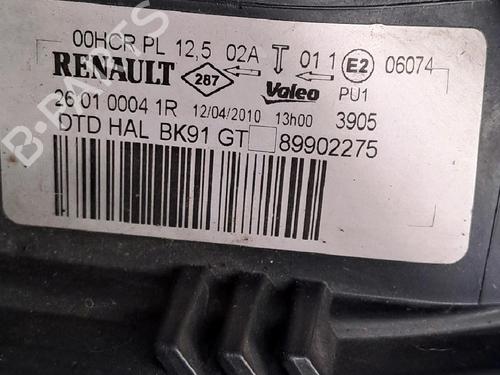 00HCR PL 12,5 02A T 01 1 E2 06074
RENAULT 287 Valeo PU1
26 01 0004 1R 12/04/2010 13h00 3905
DTD HAL BK91 GT 89902275
B-PARTS